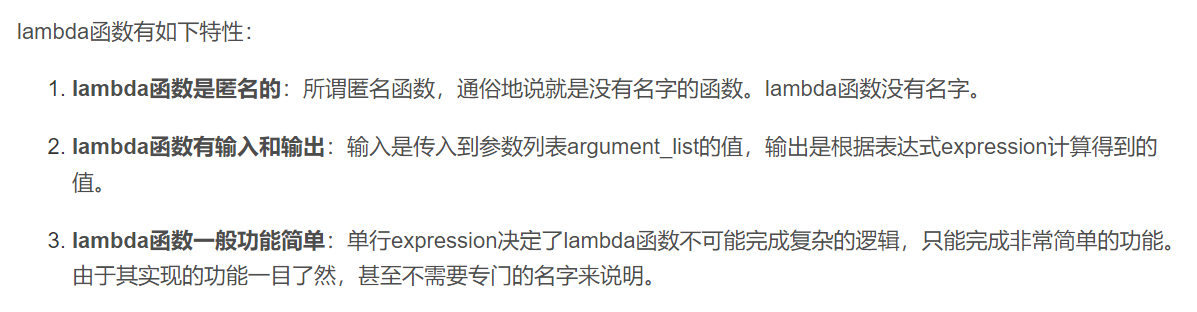 lambda函数有如下特性：
1. lambda函数是匿名的：所谓匿名函数，通俗地说就是没有名字的函数。lambda函数没有名字。
2. lambda函数有输入和输出：输入是传入到参数列表argument_list的值，输出是根据表达式expression计算得到的
值。
3. lambda函数一般功能简单：单行expression决定了lambda函数不可能完成复杂的逻辑，只能完成非常简单的功能。
由于其实现的功能一目了然，甚至不需要专门的名字来说明。